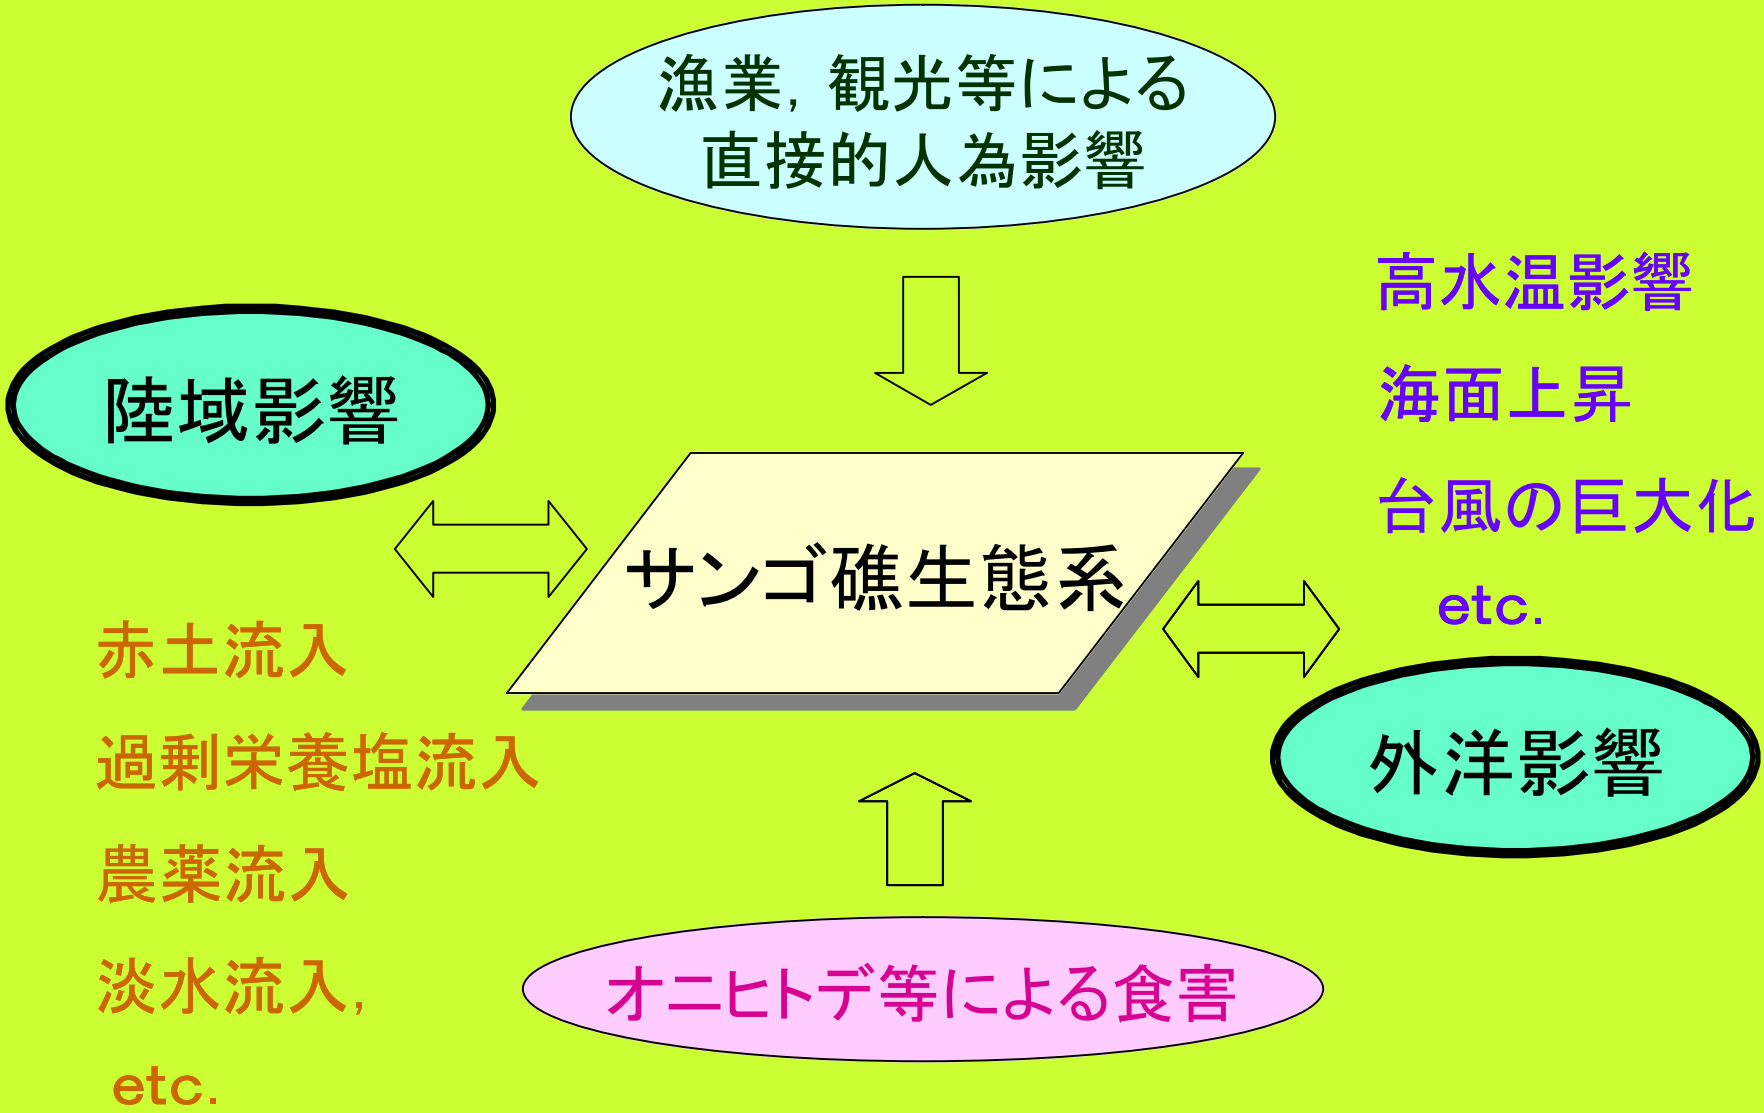 漁業，観光等による
直接的人為影響
陸域影響
高水温影響
海面上昇
台風の巨大化
etc.
サンゴ礁生態系
赤土流入
過剰栄養塩流入
農薬流入
淡水流入，
etc.
外洋影響
オニヒトデ等による食害